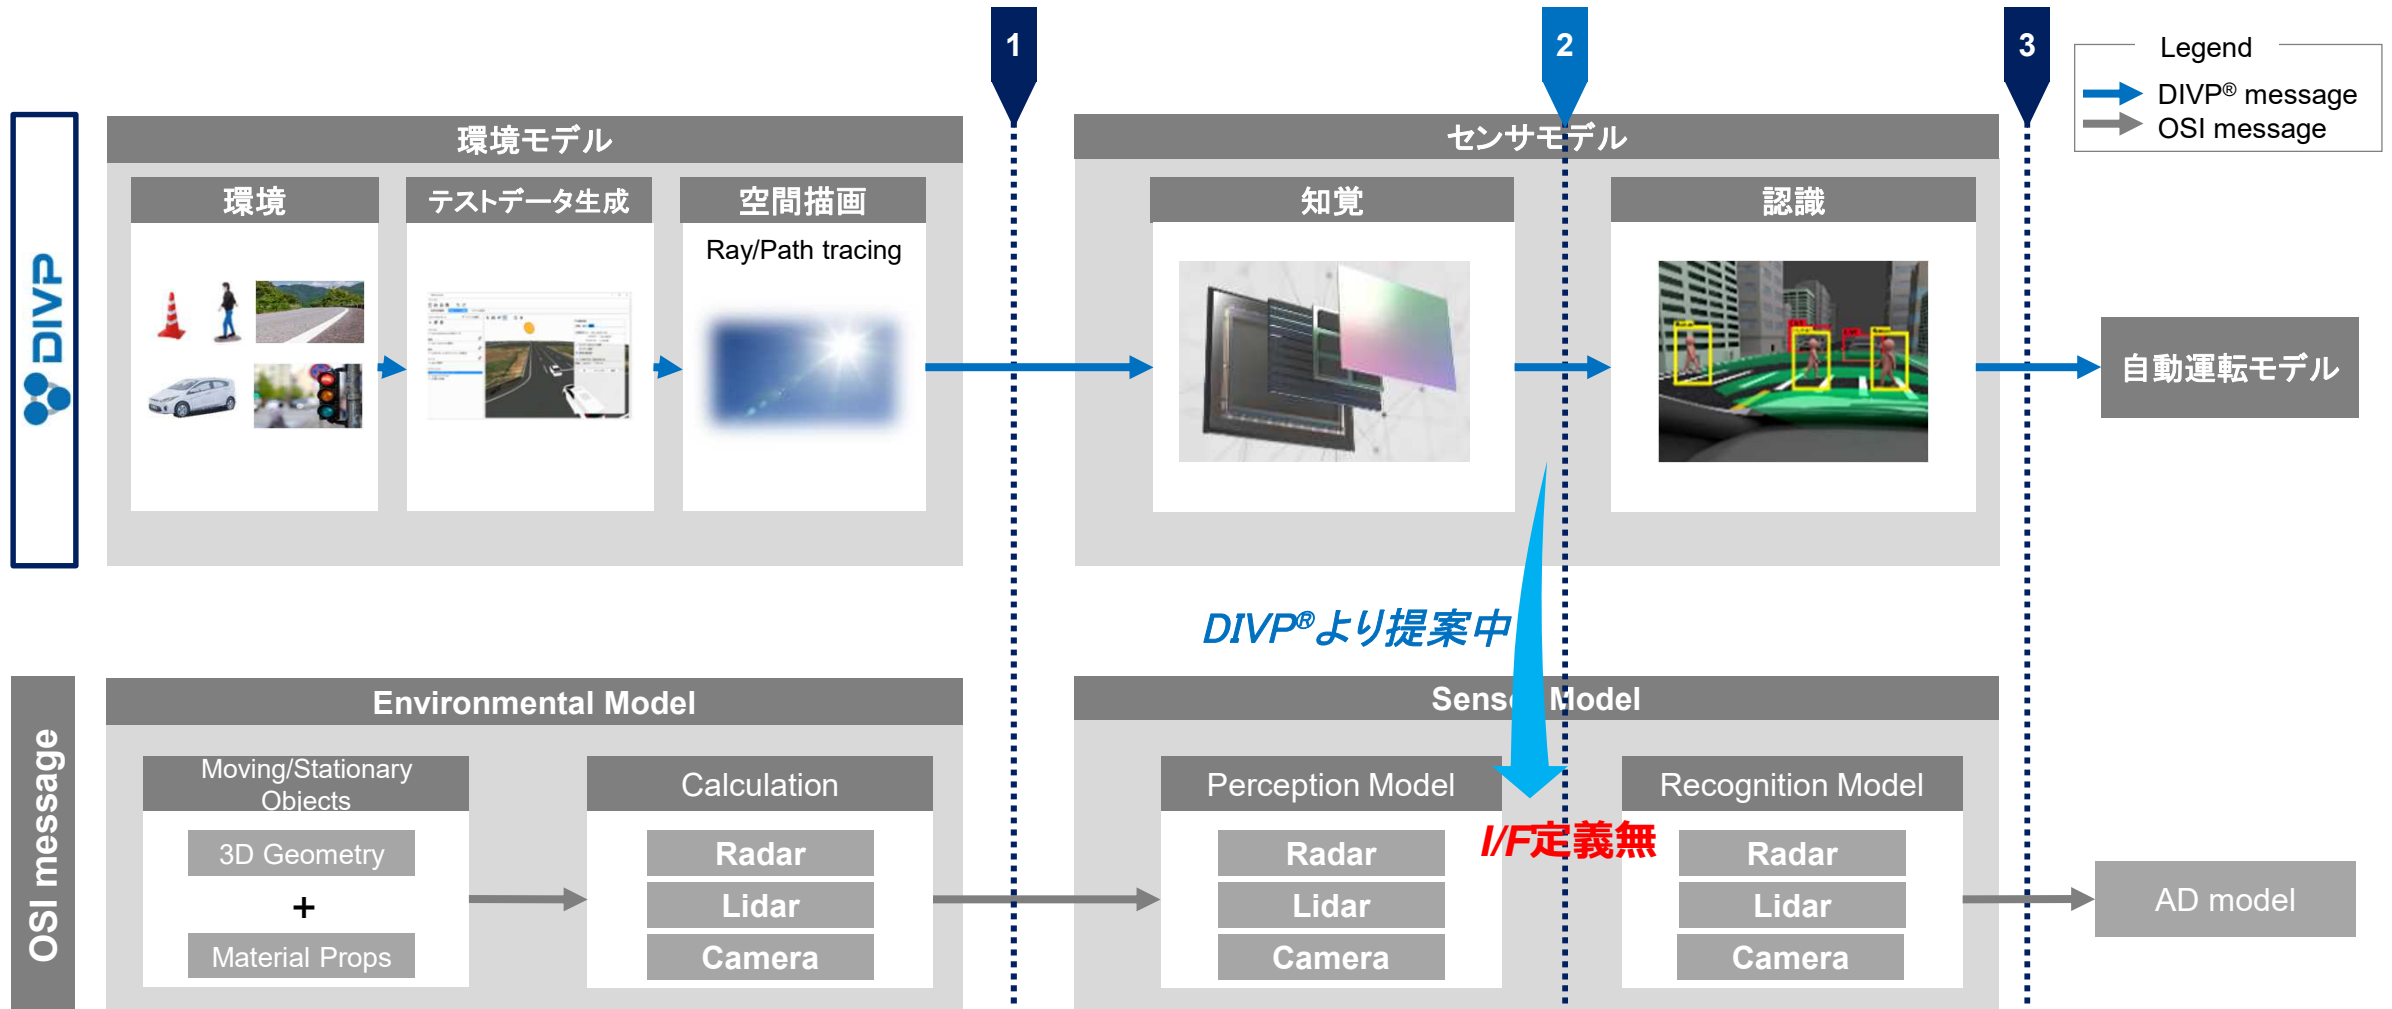 1
2
3
Legend
DIVP® message
OSI message
DIVP
環境モデル
センサモデル
環境
テストデータ生成
空間描画
知覚
認識
Ray/Path tracing
自動運転モデル
DIVP®より提案中
OSI message
Environmental Model
Sensor Model
Moving/Stationary
Objects
Calculation
Perception Model
Recognition Model
3D Geometry
+
Material Props
Radar
Lidar
Camera
Radar
Lidar
Camera
I/F定義無
Radar
Lidar
Camera
AD model